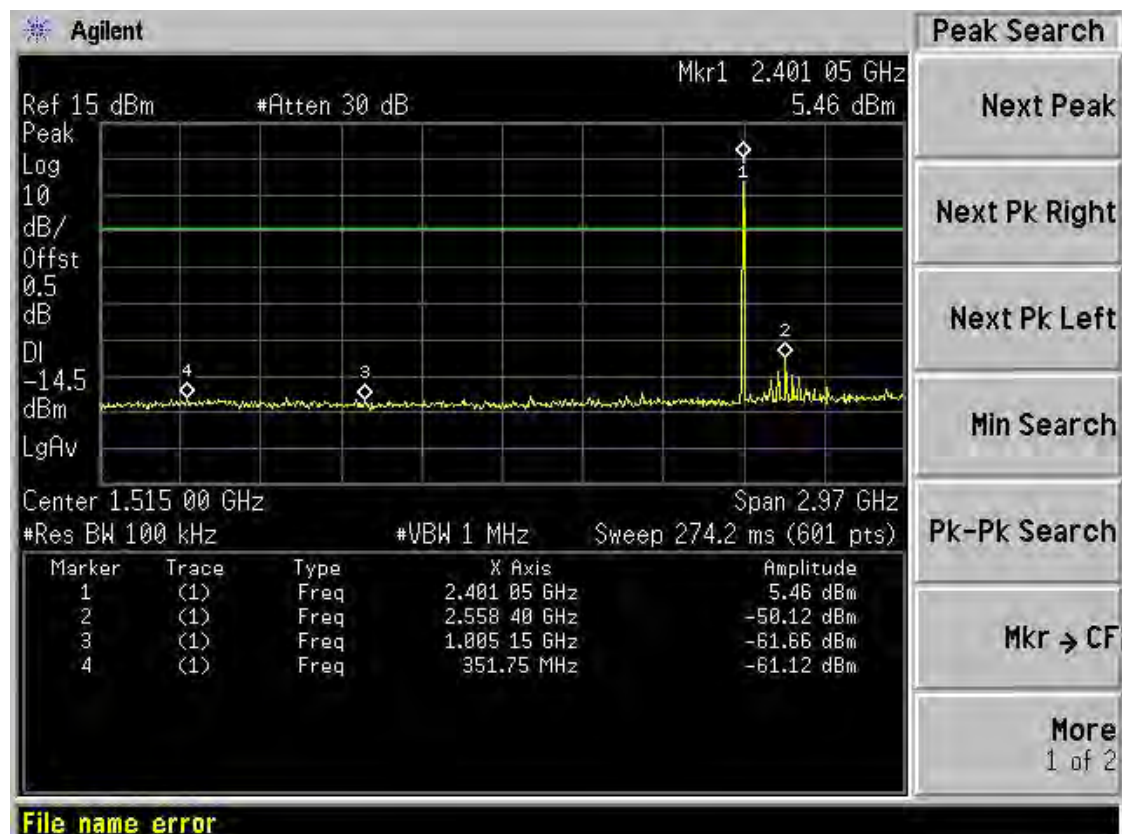 Agilent
Peak Search
Mkr1 2.401 05 GHz
Ref 15 dBm #Atten 30 dB 5.46 dBm
Peak
Log
10
dB/
Offst
0.5
dB
DI
-14.5
dBm
LgAv
1
2
3
4
Center 1.515 00 GHz Span 2.97 GHz
#Res BW 100 kHz #VBW 1 MHz Sweep 274.2 ms (601 pts)
Marker Trace Type X Axis Amplitude
1 (1) Freq 2.401 05 GHz 5.46 dBm
2 (1) Freq 2.558 40 GHz -50.12 dBm
3 (1) Freq 1.005 15 GHz -61.66 dBm
4 (1) Freq 351.75 MHz -61.12 dBm
Next Peak
Next Pk Right
Next Pk Left
Min Search
Pk-Pk Search
Mkr → CF
More
1 of 2
File name error